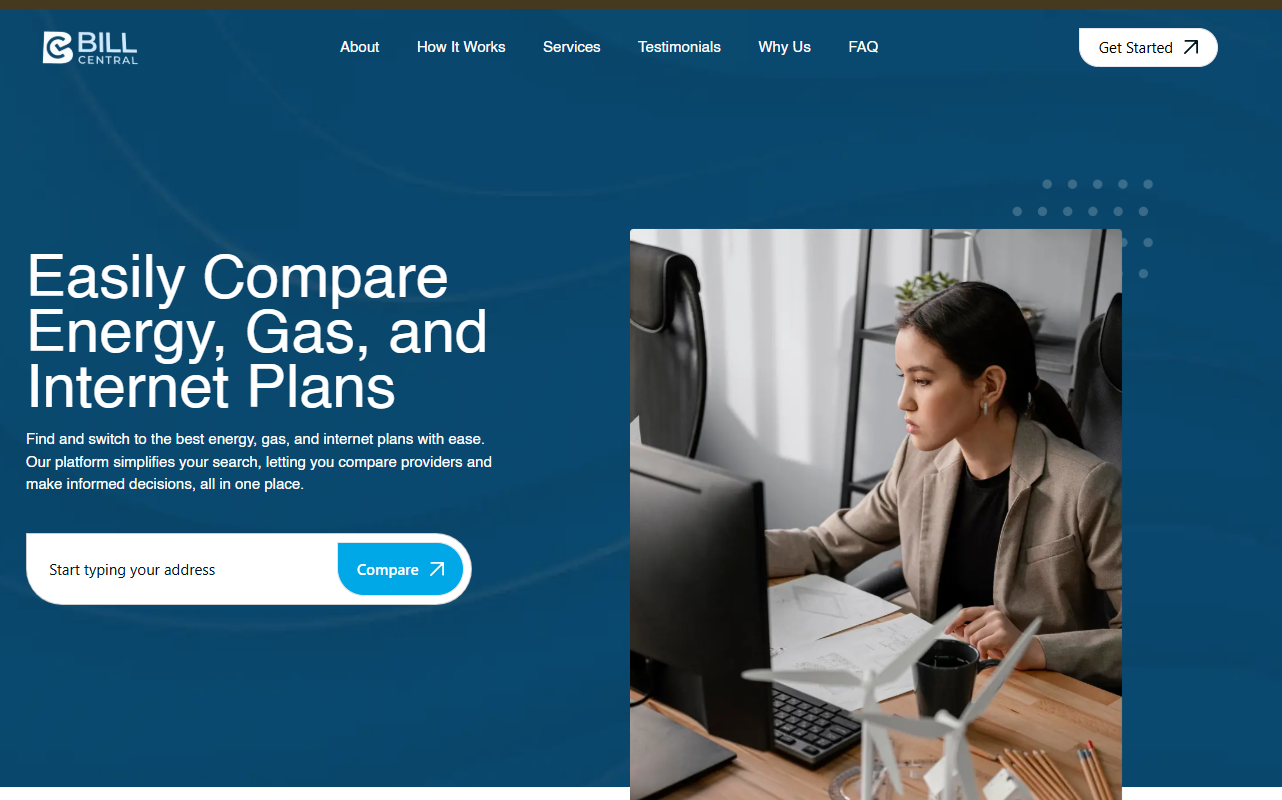 BILL
CENTRAL
About
How It Works
Services
Testimonials
Why Us
FAQ
Get Started
Easily Compare
Energy, Gas, and
Internet Plans
Find and switch to the best energy, gas, and internet plans with ease.
Our platform simplifies your search, letting you compare providers and
make informed decisions, all in one place.
Start typing your address
Compare